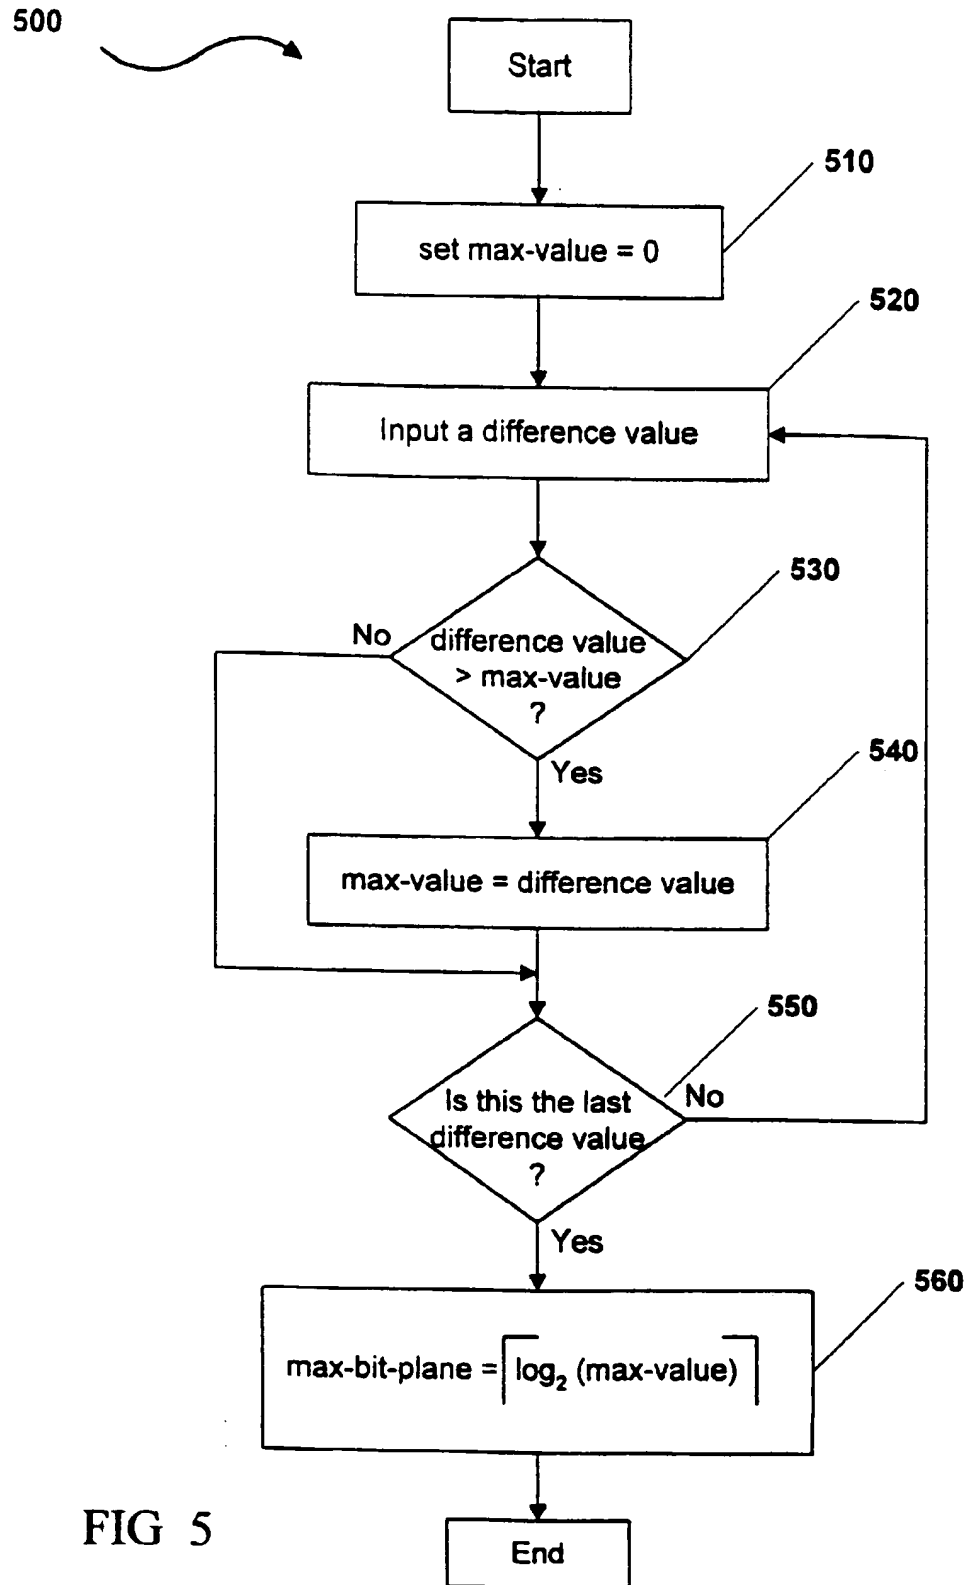 500
Start
510
set max-value = 0
520
Input a difference value
530
No
difference value
> max-value
?
Yes
540
max-value = difference value
550
Is this the last
difference value
?
No
Yes
560
max-bit-plane = ⌈log₂ (max-value)⌉
FIG 5
End